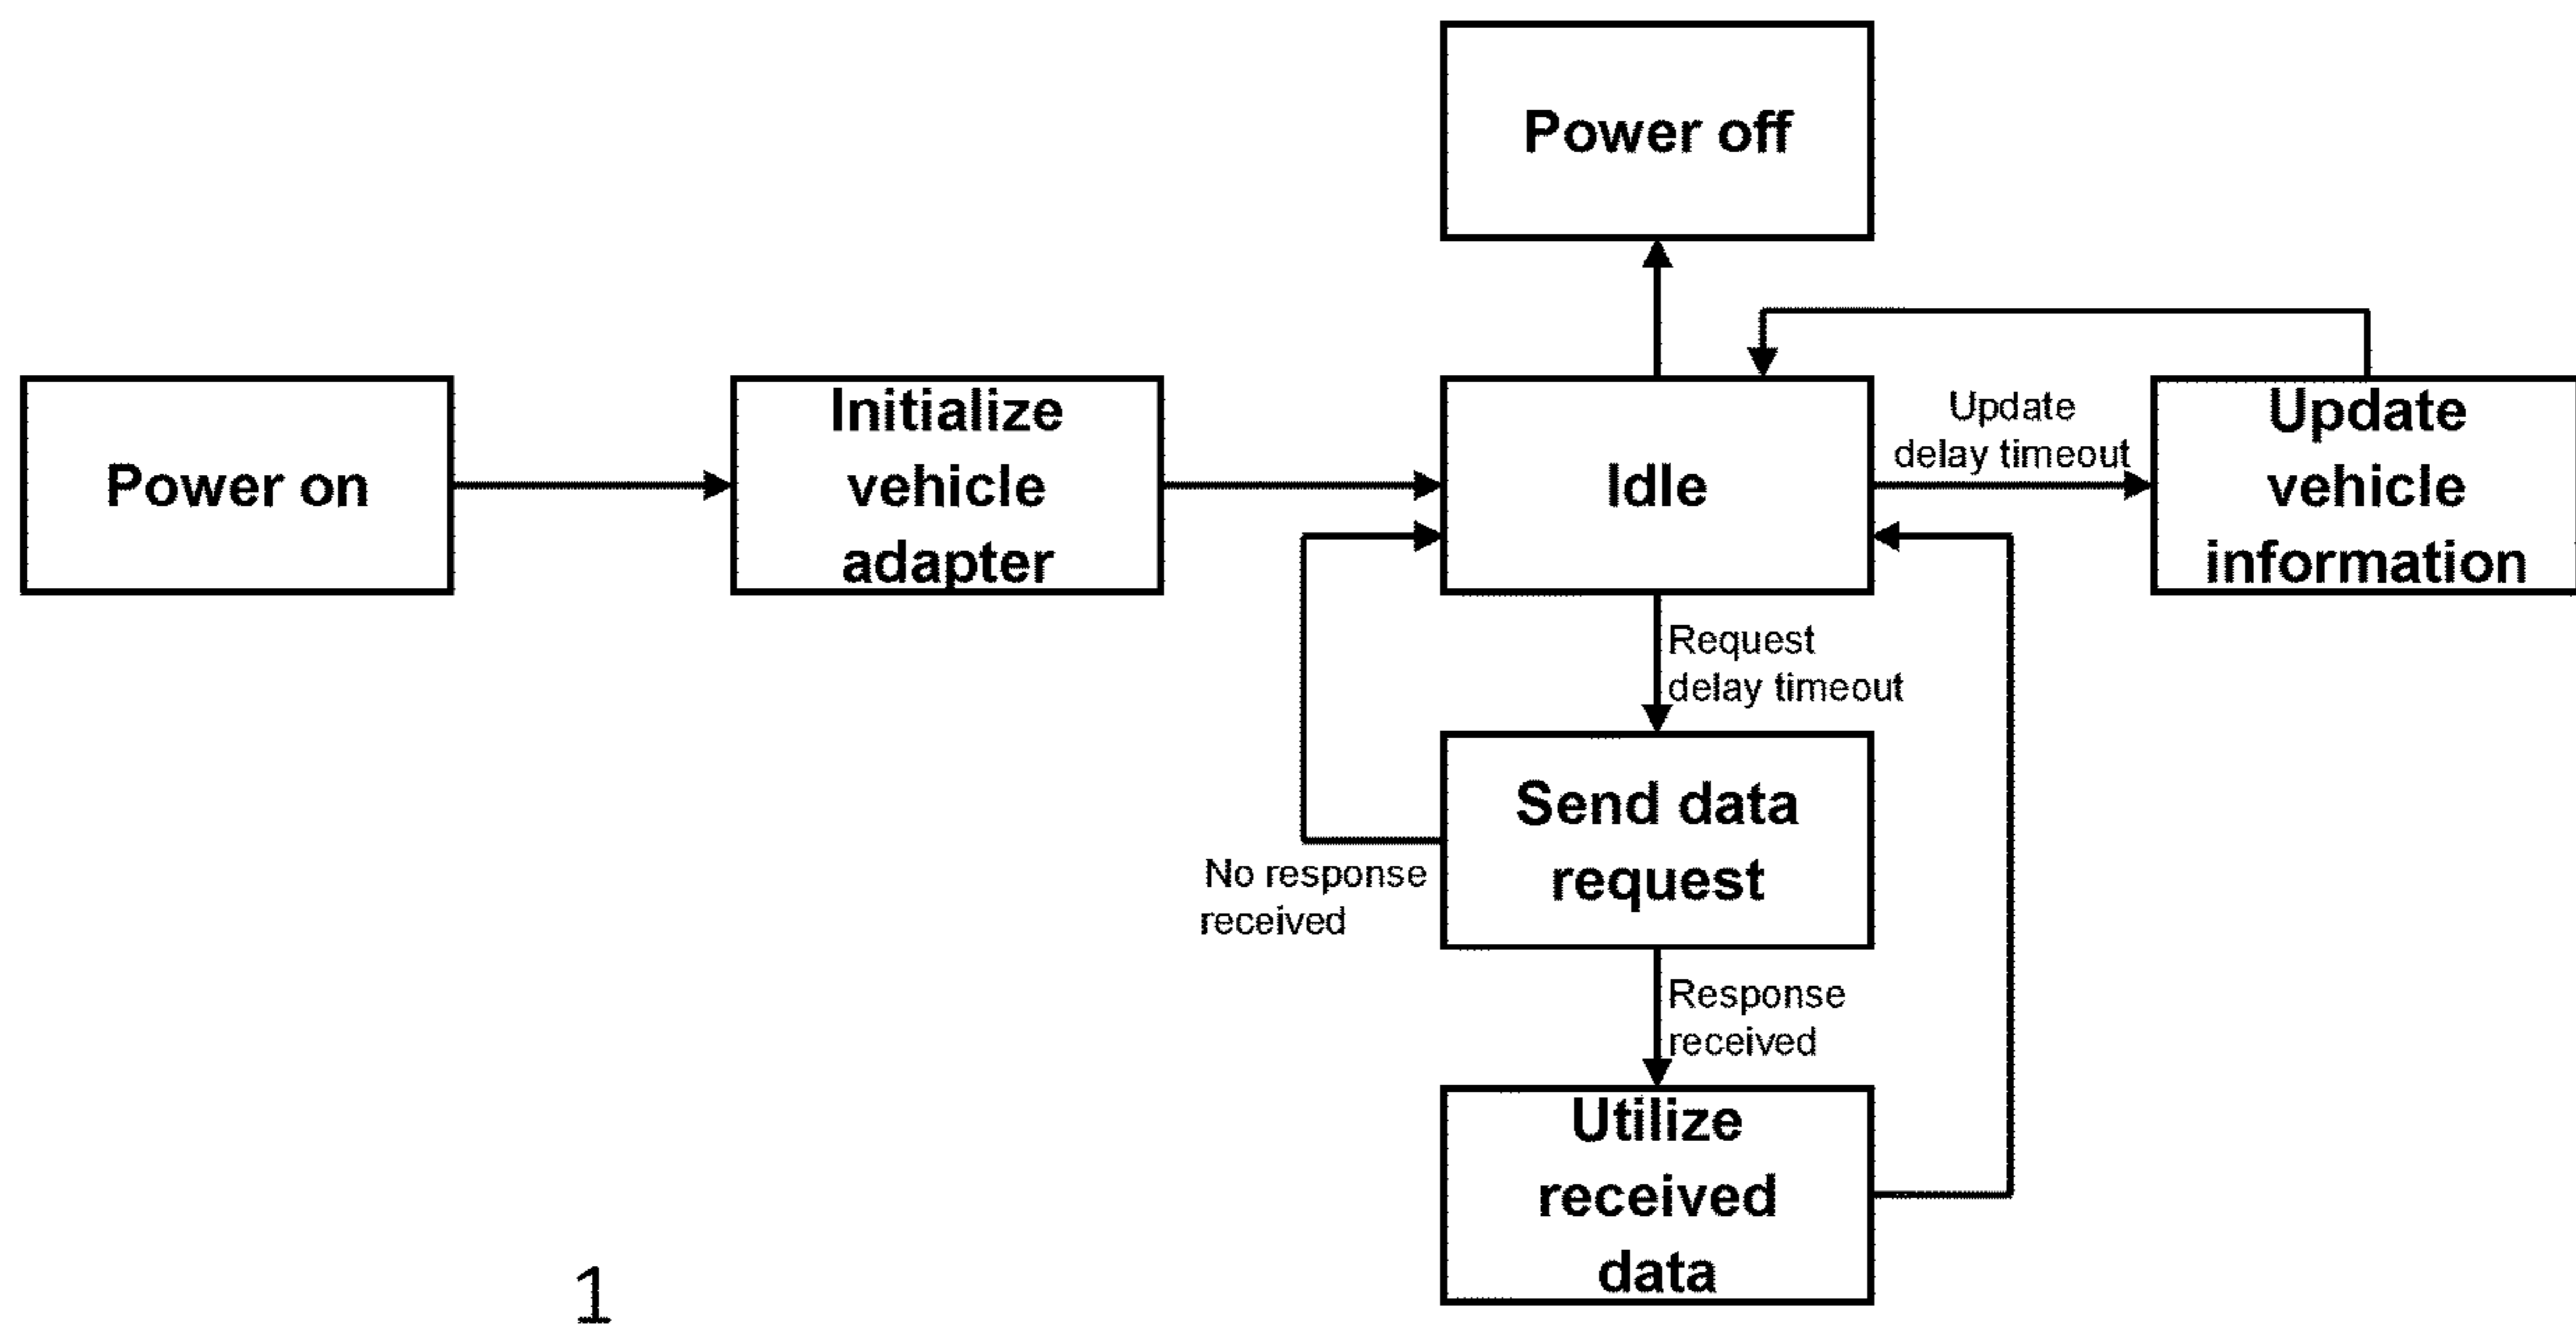 Power off
Power on
Initialize
vehicle
adapter
Idle
Update
delay timeout
Update
vehicle
information
Request
delay timeout
Send data
request
No response
received
Response
received
Utilize
received
data
1